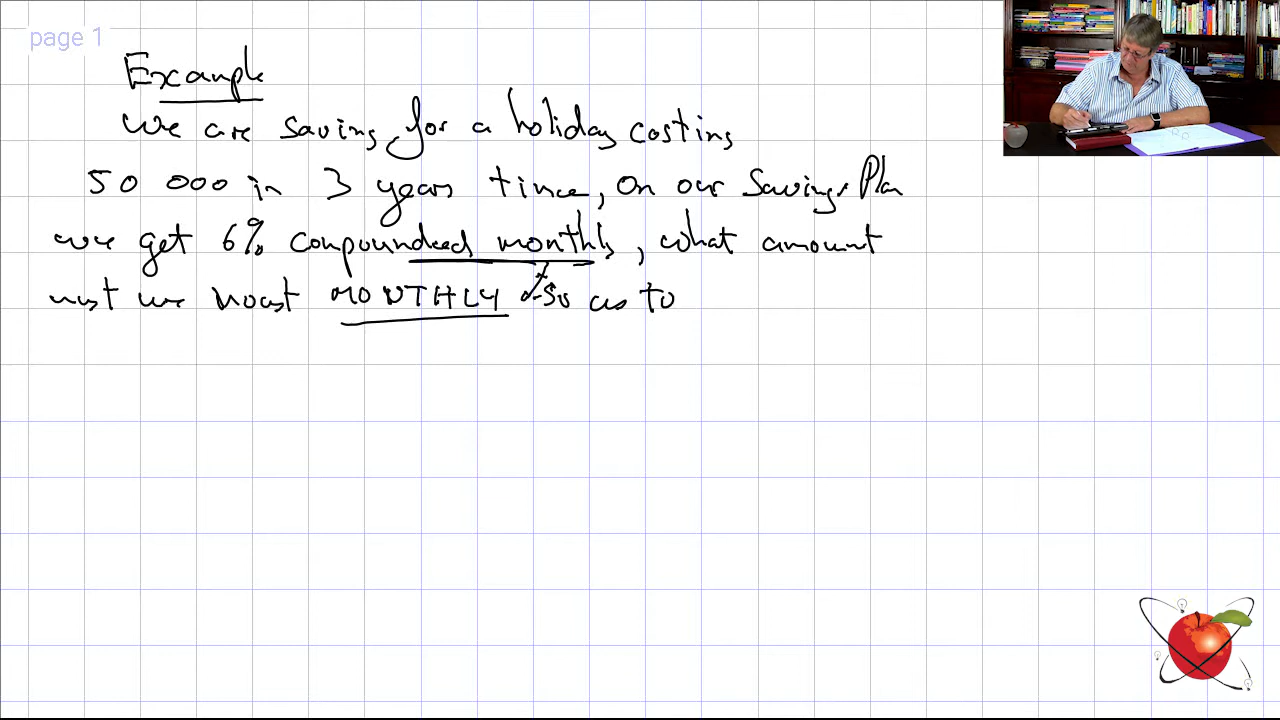 page 1
Example
We are saving for a holiday costing
50 000 in 3 years time, on our Savings Plan
we get 6% compoundeed monthly, what amount
must we invest MONTHLY so as to